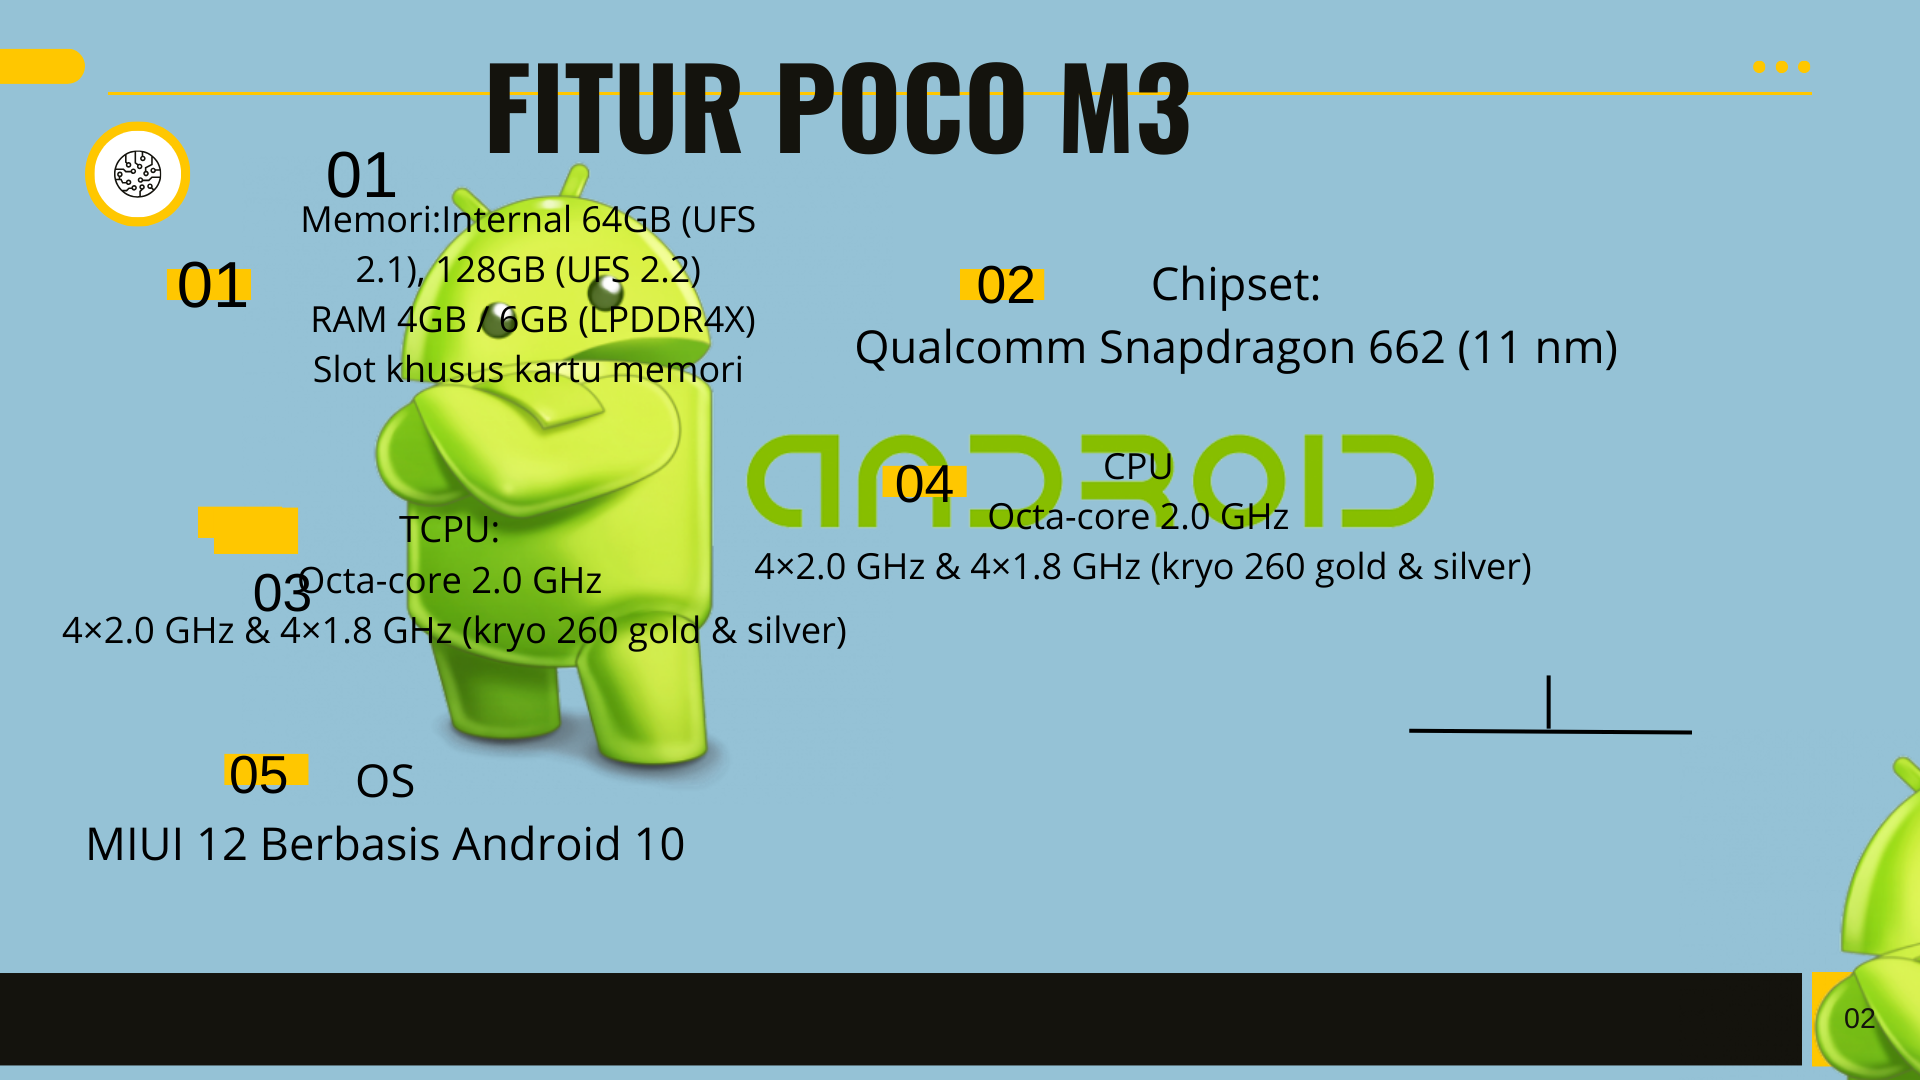 FITUR POCO M3
01
Memori:Internal 64GB (UFS
2.1), 128GB (UFS 2.2)
RAM 4GB / 6GB (LPDDR4X)
Slot khusus kartu memori
01
02
Chipset:
Qualcomm Snapdragon 662 (11 nm)
ANDROID
03
TCPU:
Octa-core 2.0 GHz
4×2.0 GHz & 4×1.8 GHz (kryo 260 gold & silver)
04
CPU
Octa-core 2.0 GHz
4×2.0 GHz & 4×1.8 GHz (kryo 260 gold & silver)
05
OS
MIUI 12 Berbasis Android 10
02